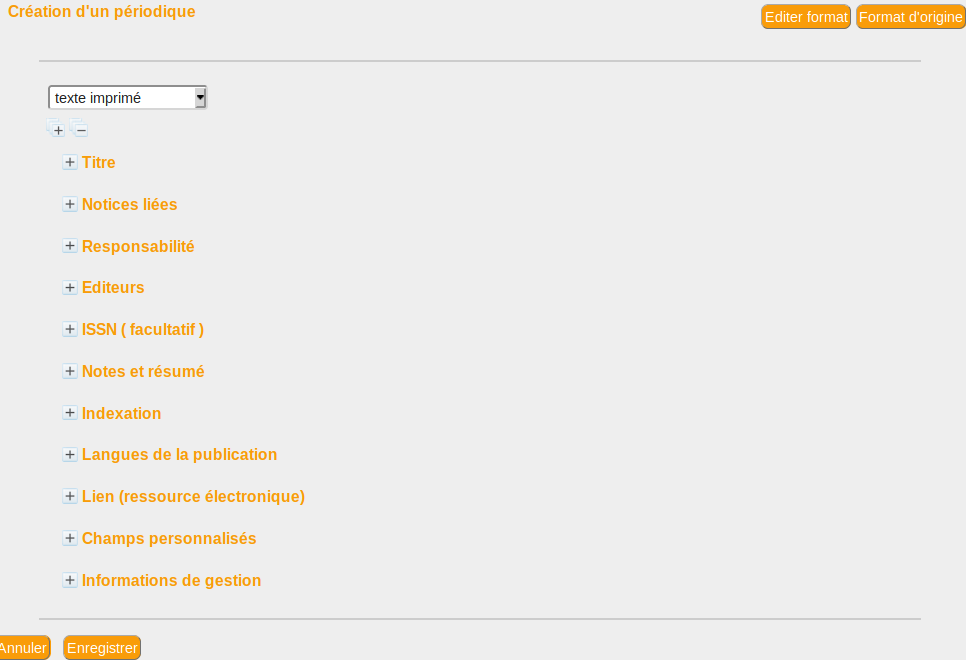 Création d'un périodique
Editer format
Format d'origine
texte imprimé
Titre
Notices liées
Responsabilité
Editeurs
ISSN ( facultatif )
Notes et résumé
Indexation
Langues de la publication
Lien (ressource électronique)
Champs personnalisés
Informations de gestion
Annuler
Enregistrer